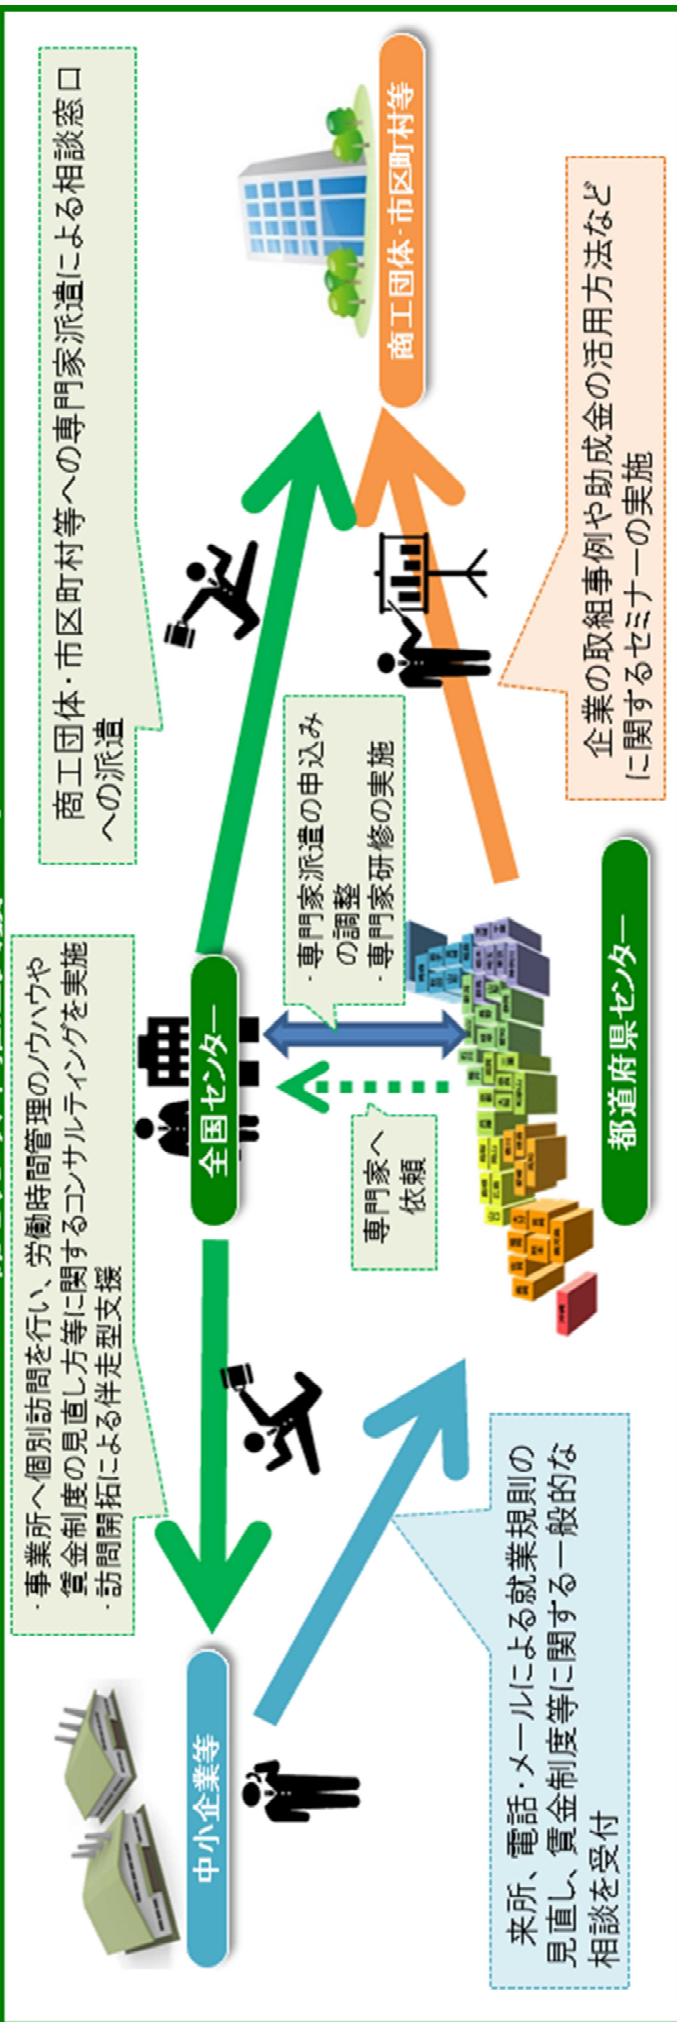 ・事業所へ個別訪問を行い、労働時間管理のノウハウや
賃金制度の見直し方等に関するコンサルティングを実施
・訪問開拓による伴走型支援
商工団体・市区町村等への専門家派遣による相談窓口
への派遣
中小企業等
全国センター
商工団体・市区町村等
・専門家派遣の申込み
の調整
・専門家研修の実施
専門家へ
依頼
都道府県センター
来所、電話・メールによる就業規則の
見直し、賃金制度等に関する一般的な
相談を受付
企業の取組事例や助成金の活用方法など
に関するセミナーの実施